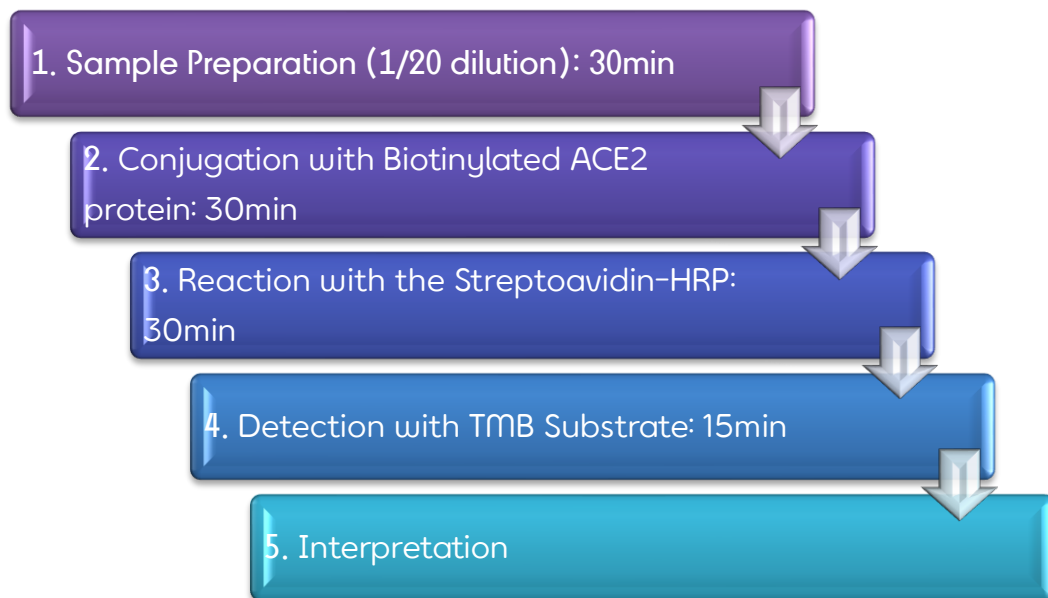 1. Sample Preparation (1/20 dilution): 30min
2. Conjugation with Biotinylated ACE2
protein: 30min
3. Reaction with the Streptoavidin-HRP:
30min
4. Detection with TMB Substrate: 15min
5. Interpretation